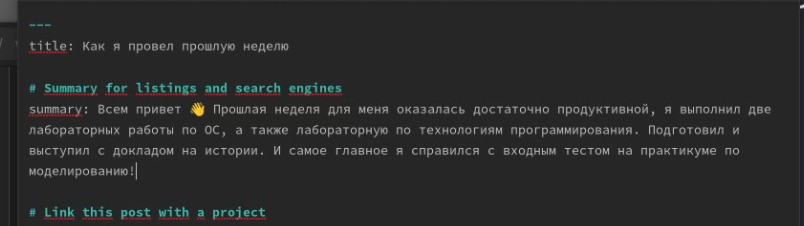 ---
title: Как я провел прошлую неделю
# Summary for listings and search engines
summary: Всем привет 👋 Прошлая неделя для меня оказалась достаточно продуктивной, я выполнил две
лабораторных работы по ОС, а также лабораторную по технологиям программирования. Подготовил и
выступил с докладом на истории. И самое главное я справился с входным тестом на практикуме по
моделированию!
# Link this post with a project